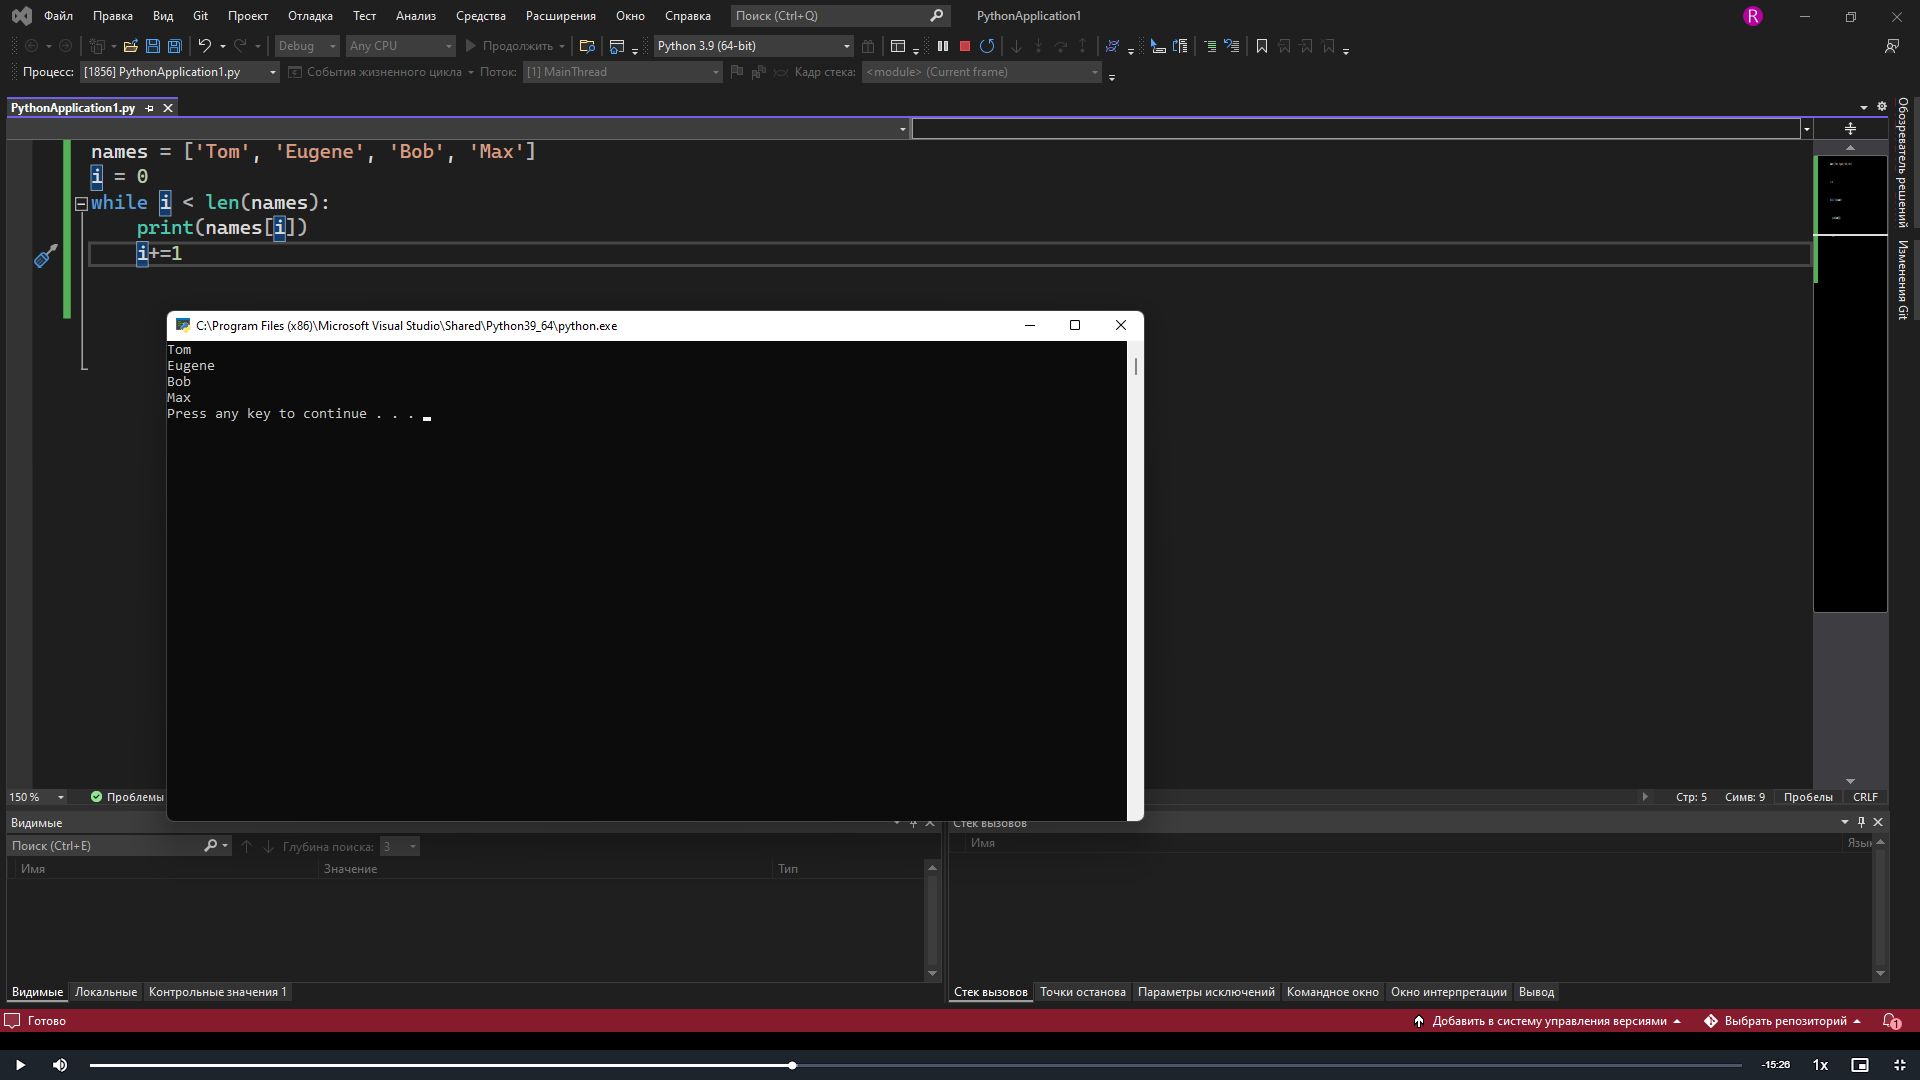 Файл Правка Вид Git Проект Отладка Тест Анализ Средства Расширения Окно Справка Поиск (Ctrl+Q) PythonApplication1 R
Debug Any CPU Продолжить Python 3.9 (64-bit)
Процесс: [1856] PythonApplication1.py События жизненного цикла Поток: [1] MainThread Кадр стека: <module> (Current frame)
PythonApplication1.py
names = ['Tom', 'Eugene', 'Bob', 'Max']
i = 0
while i < len(names):
print(names[i])
i+=1
Обозреватель решений
Изменения Git
C:\Program Files (x86)\Microsoft Visual Studio\Shared\Python39_64\python.exe
Tom
Eugene
Bob
Max
Press any key to continue . . .
150 % Проблемы Стр: 5 Симв: 9 Пробелы CRLF
Видимые
Поиск (Ctrl+E) Глубина поиска: 3
Имя Значение Тип
Видимые Локальные Контрольные значения 1
Стек вызовов
Имя Язык
Стек вызовов Точки останова Параметры исключений Командное окно Окно интерпретации Вывод
Готово Добавить в систему управления версиями Выбрать репозиторий 1
-15:26 1x